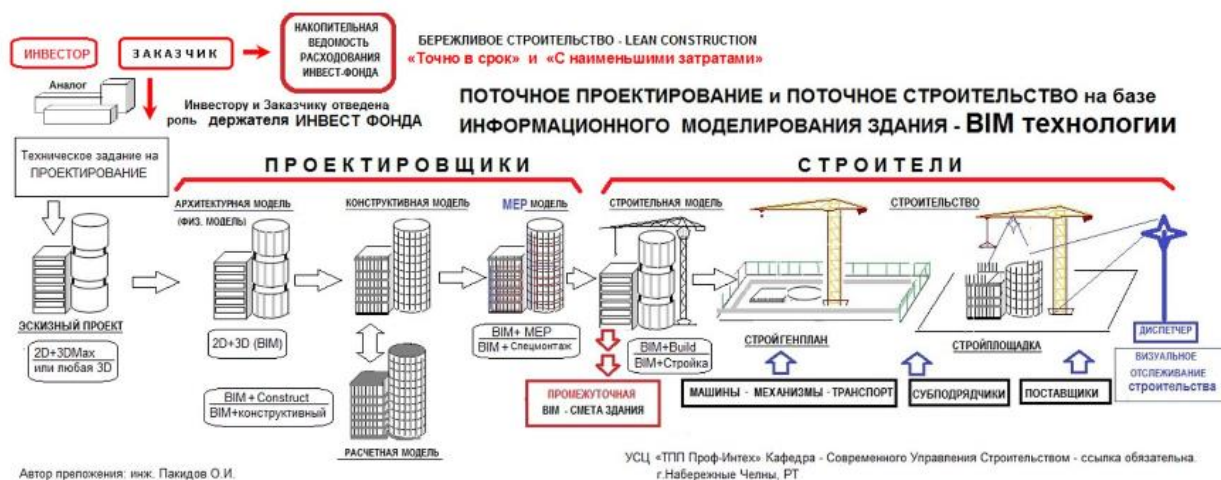 ИНВЕСТОР
ЗАКАЗЧИК
НАКОПИТЕЛЬНАЯ
ВЕДОМОСТЬ
РАСХОДОВАНИЯ
ИНВЕСТ-ФОНДА
БЕРЕЖЛИВОЕ СТРОИТЕЛЬСТВО - LEAN CONSTRUCTION
«Точно в срок» и «С наименьшими затратами»
Аналог
Инвестору и Заказчику отведена
роль держателя ИНВЕСТ ФОНДА
ПОТОЧНОЕ ПРОЕКТИРОВАНИЕ и ПОТОЧНОЕ СТРОИТЕЛЬСТВО на базе
ИНФОРМАЦИОННОГО МОДЕЛИРОВАНИЯ ЗДАНИЯ - BIM технологии
Техническое задание на
ПРОЕКТИРОВАНИЕ
ПРОЕКТИРОВЩИКИ
СТРОИТЕЛИ
АРХИТЕКТУРНАЯ МОДЕЛЬ
(ФИЗ. МОДЕЛЬ)
КОНСТРУКТИВНАЯ МОДЕЛЬ
МЕР МОДЕЛЬ
СТРОИТЕЛЬНАЯ МОДЕЛЬ
СТРОИТЕЛЬСТВО
ЭСКИЗНЫЙ ПРОЕКТ
2D+3DMax
или любая 3D
2D+3D (BIM)
BIM+ MEP
BIM+Спецмонтаж
BIM+Build
BIM+Стройка
СТРОЙГЕНПЛАН
СТРОЙПЛОЩАДКА
ДИСПЕТЧЕР
ВИЗУАЛЬНОЕ
ОТСЛЕЖИВАНИЕ
строительства
BIM+Construct
BIM+конструктивный
РАСЧЕТНАЯ МОДЕЛЬ
ПРОМЕЖУТОЧНАЯ
BIM - СМЕТА ЗДАНИЯ
МАШИНЫ - МЕХАНИЗМЫ - ТРАНСПОРТ
СУБПОДРЯДЧИКИ
ПОСТАВЩИКИ
Автор преложения: инж. Пакидов О.И.
УСЦ «ТПП Проф-Интех» Кафедра - Современного Управления Строительством - ссылка обязательна.
г.Набережные Челны, РТ